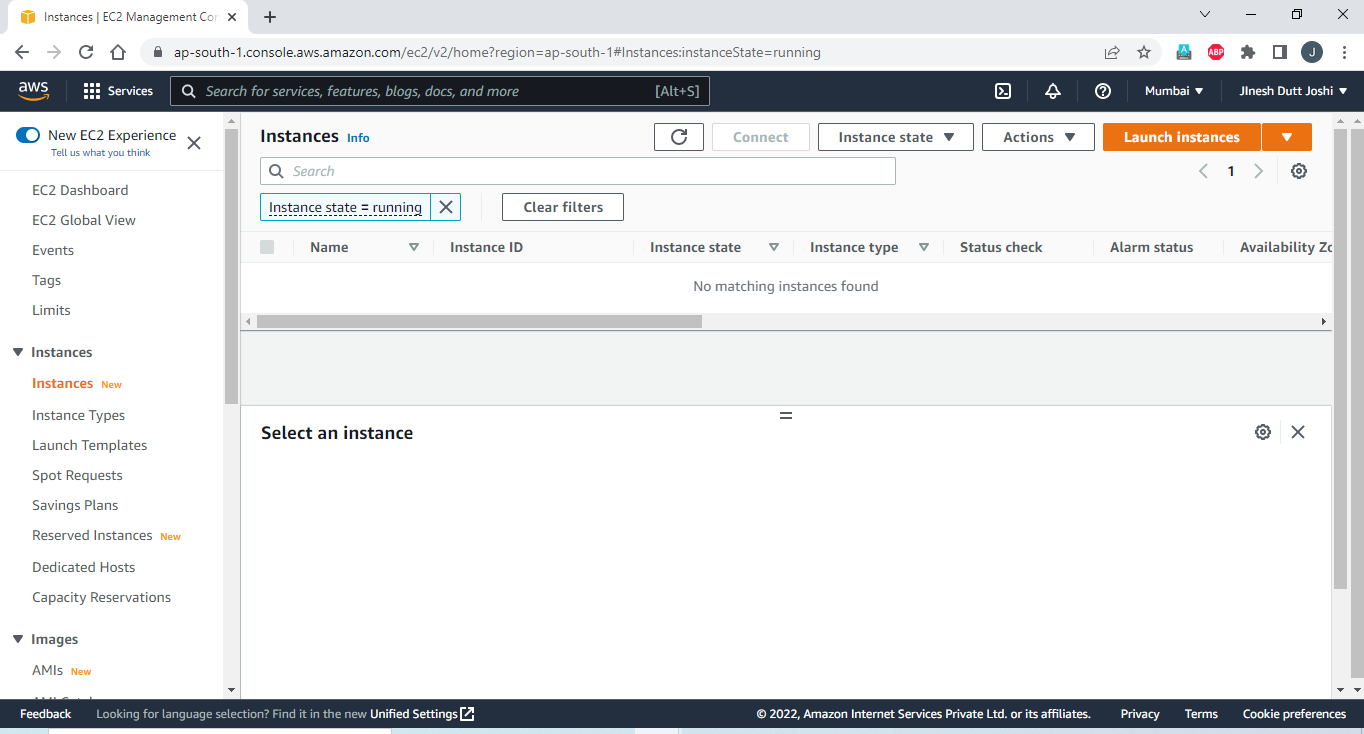 Instances | EC2 Management Con
ap-south-1.console.aws.amazon.com/ec2/v2/home?region=ap-south-1#Instances:instanceState=running
ABP
J
aws
Services
Search for services, features, blogs, docs, and more
[Alt+S]
Mumbai
JInesh Dutt Joshi
New EC2 Experience
Tell us what you think
EC2 Dashboard
EC2 Global View
Events
Tags
Limits
Instances
Instances New
Instance Types
Launch Templates
Spot Requests
Savings Plans
Reserved Instances New
Dedicated Hosts
Capacity Reservations
Images
AMIs New
Instances Info
Connect
Instance state
Actions
Launch instances
Search
1
Instance state = running
Clear filters
Name
Instance ID
Instance state
Instance type
Status check
Alarm status
Availability Zo
No matching instances found
Select an instance
Feedback
Looking for language selection? Find it in the new Unified Settings
© 2022, Amazon Internet Services Private Ltd. or its affiliates.
Privacy
Terms
Cookie preferences